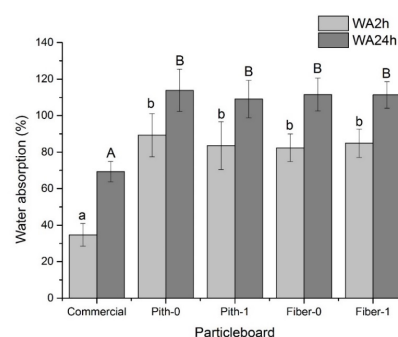 WA2h
WA24h
Water absorption (%)
140
120
100
80
60
40
20
0
a
A
b
B
b
B
b
B
b
B
Commercial
Pith-0
Pith-1
Fiber-0
Fiber-1
Particleboard